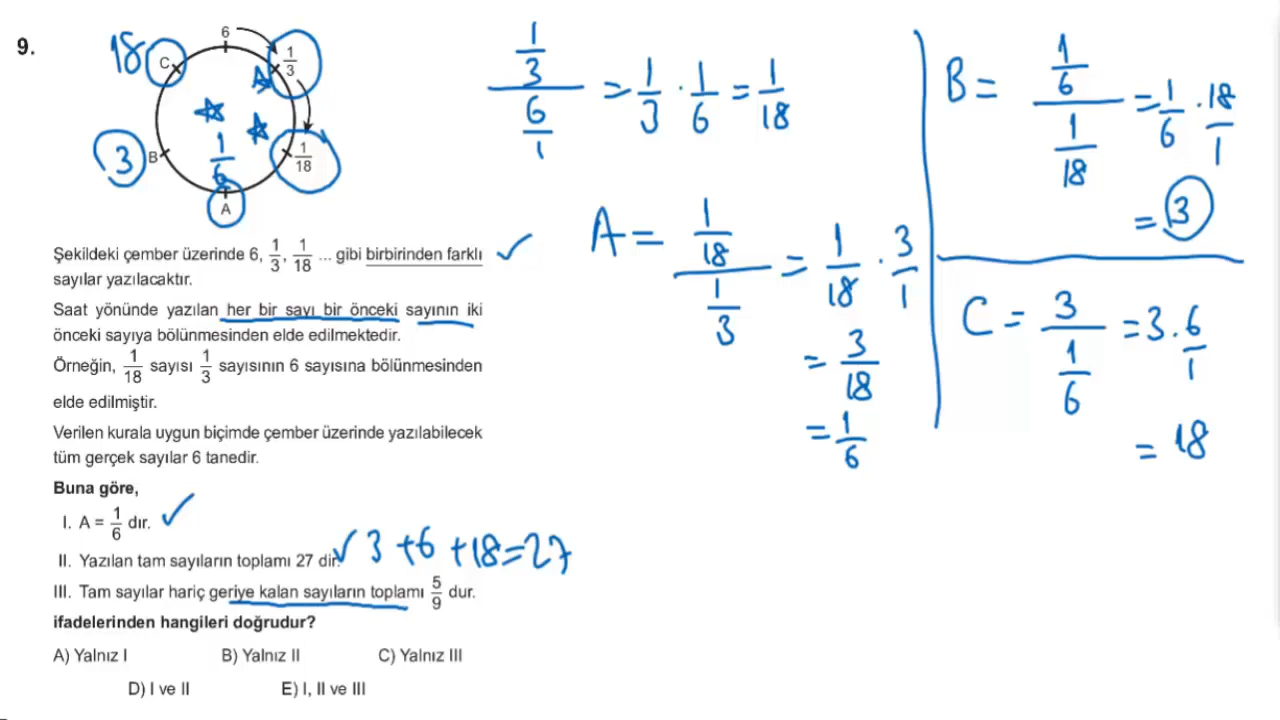 9.
6
1/3
1/18
A
B
C
18
3
1/6
A
Şekildeki çember üzerinde 6, 1/3, 1/18 ... gibi birbirinden farklı
sayılar yazılacaktır.
Saat yönünde yazılan her bir sayı bir önceki sayının iki
önceki sayıya bölünmesinden elde edilmektedir.
Örneğin, 1/18 sayısı 1/3 sayısının 6 sayısına bölünmesinden
elde edilmiştir.
Verilen kurala uygun biçimde çember üzerinde yazılabilecek
tüm gerçek sayılar 6 tanedir.
Buna göre,
I. A = 1/6 dır.
II. Yazılan tam sayıların toplamı 27 dir. 3 + 6 + 18 = 27
III. Tam sayılar hariç geriye kalan sayıların toplamı 5/9 dur.
ifadelerinden hangileri doğrudur?
A) Yalnız I B) Yalnız II C) Yalnız III
D) I ve II E) I, II ve III
(1/3)/(6/1) = 1/3 · 1/6 = 1/18
A = (1/18)/(1/3) = 1/18 · 3/1
= 3/18
= 1/6
B = (1/6)/(1/18) = 1/6 · 18/1
= 3
C = 3/(1/6) = 3 · 6/1
= 18